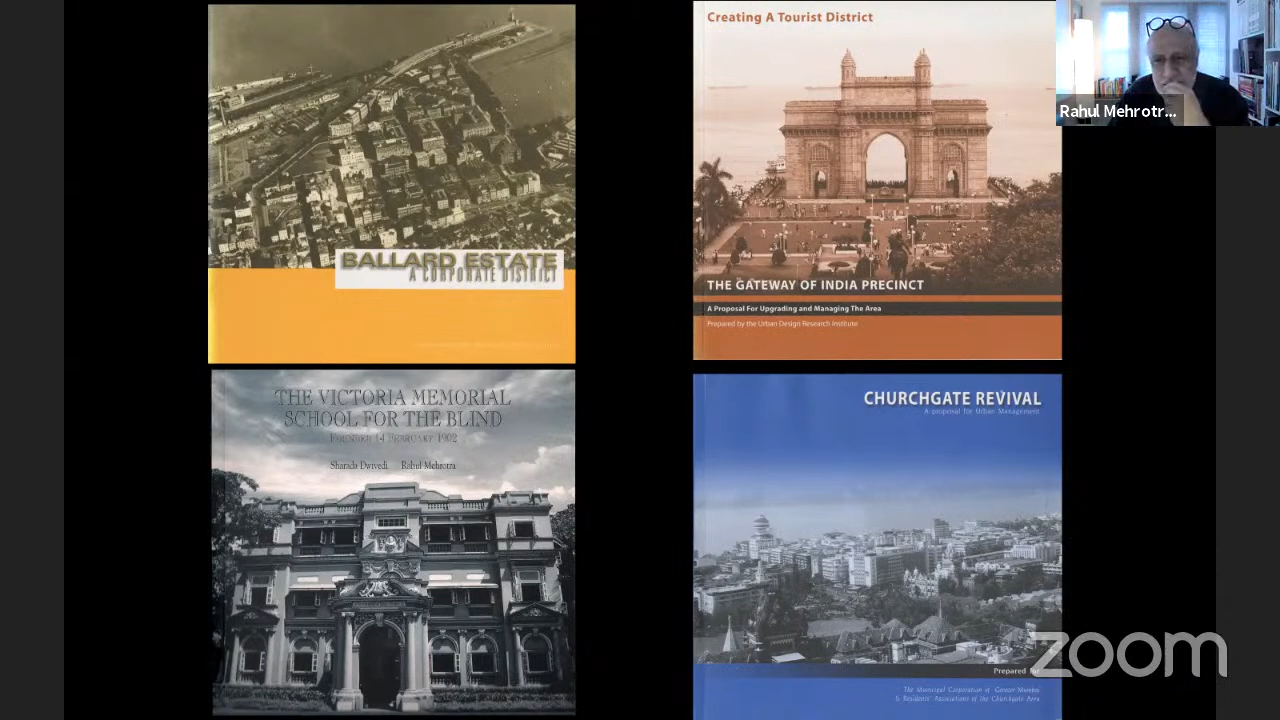 BALLARD ESTATE
A CORPORATE DISTRICT
Creating A Tourist District
THE GATEWAY OF INDIA PRECINCT
A Proposal For Upgrading and Managing The Area
Prepared by the Urban Design Research Institute
Rahul Mehrotr...
THE VICTORIA MEMORIAL
SCHOOL FOR THE BLIND
FOUNDED 14 FEBRUARY 1902
Sharada Dwivedi Rahul Mehrotra
CHURCHGATE REVIVAL
A proposal for Urban Management
Prepared for
The Municipal Corporation of Greater Mumbai
& Residents' Associations of the Churchgate Area
zoom